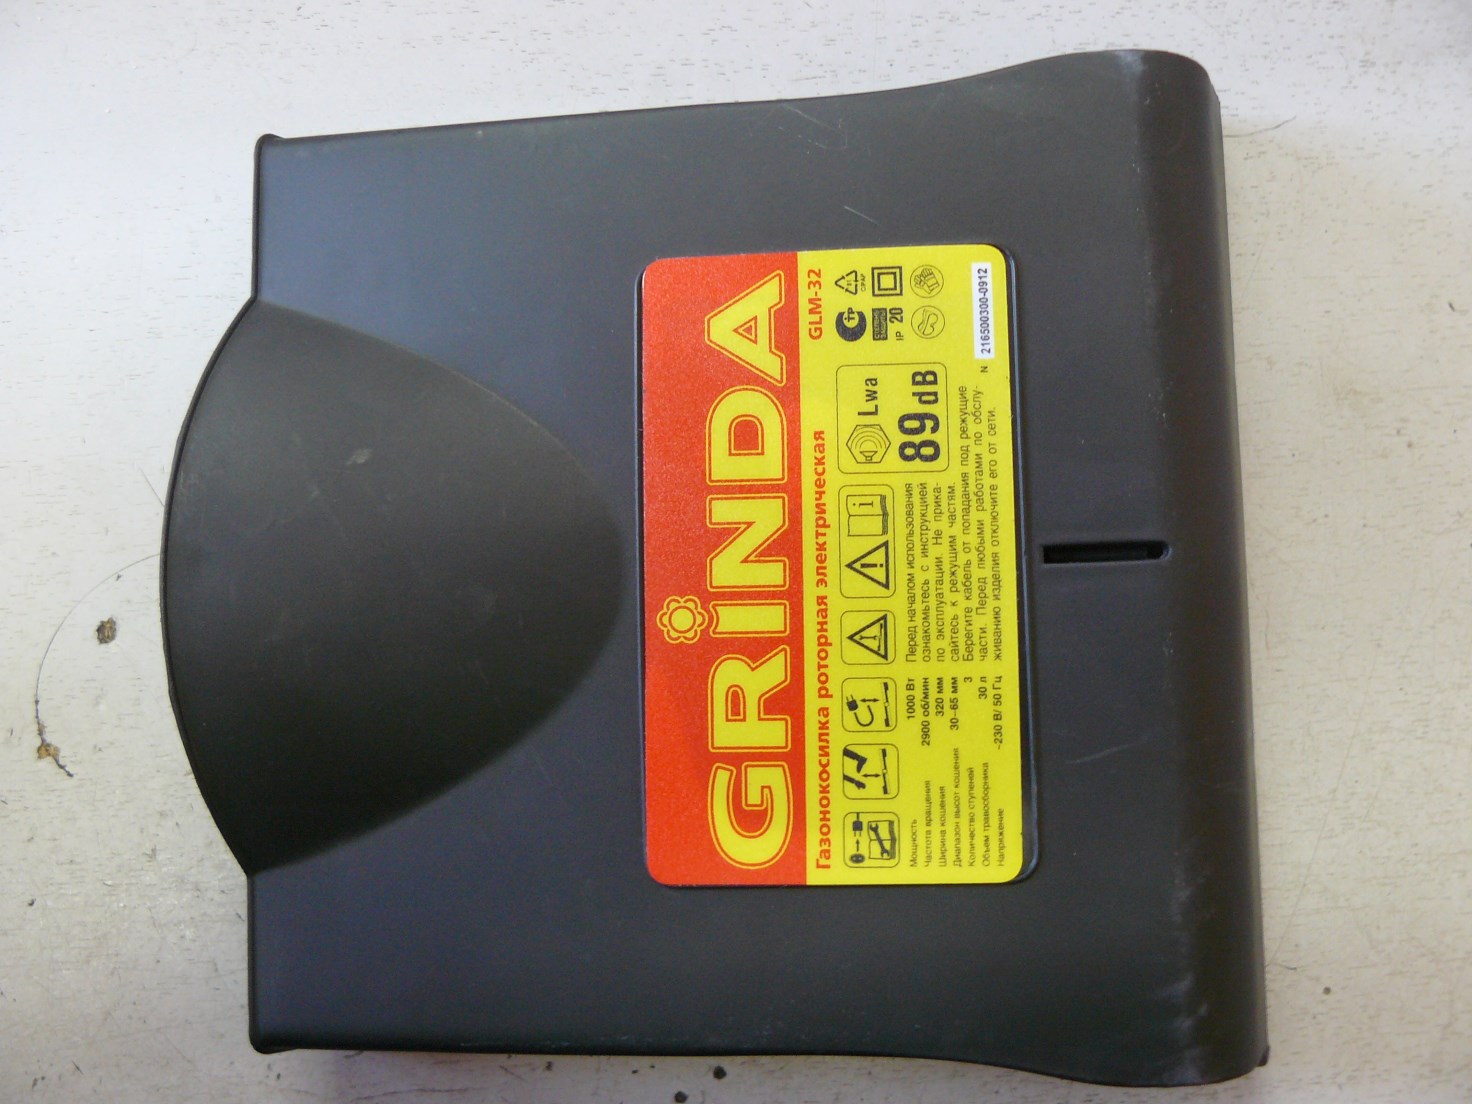 GRINDA
Газонокосилка роторная электрическая GLM-32
Мощность 1000 Вт
Частота вращения 2900 об/мин
Ширина кошения 320 мм
Диапазон высот кошения 30–65 мм
Количество ступеней 3
Объем травосборника 30 л
Напряжение ~230 В/ 50 Гц
Перед началом использования
ознакомьтесь с инструкцией
по эксплуатации. Не прика-
сайтесь к режущим частям.
Берегите кабель от попадания под режущие
части. Перед любыми работами по обслу-
живанию изделия отключите его от сети.
Lwa
89 dB
IP 20
N 216500300-0912